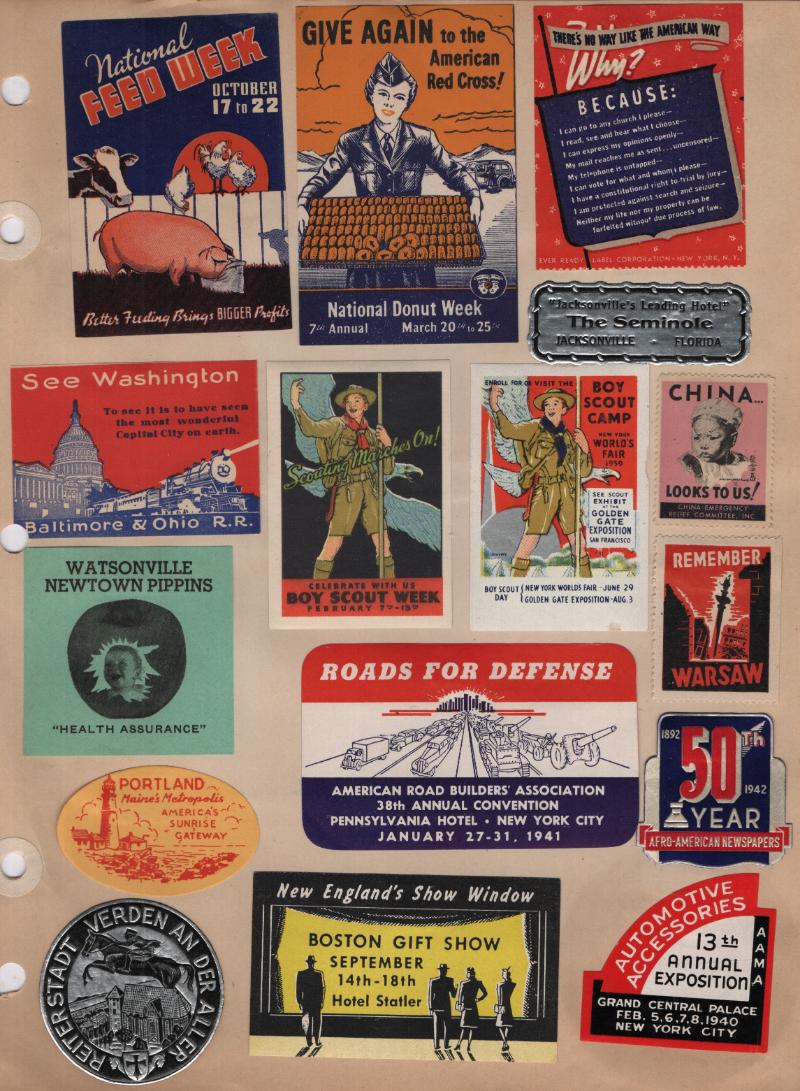 National
FEED WEEK
OCTOBER
17 to 22
Better Feeding Brings BIGGER Profits
GIVE AGAIN to the
American
Red Cross!
National Donut Week
7th Annual March 20th to 25th
THERE'S NO WAY LIKE THE AMERICAN WAY
Why?
BECAUSE:
I can go to any church I please—
I read, see and hear what I choose—
I can express my opinions openly—
My mail reaches me as sent...uncensored—
My telephone is untapped—
I can vote for what and whom I please—
I have a constitutional right to trial by jury—
I am protected against search and seizure—
Neither my life nor my property can be
forfeited without due process of law.
EVER READY LABEL CORPORATION • NEW YORK, N. Y.
"Jacksonville's Leading Hotel"
The Seminole
JACKSONVILLE - FLORIDA
See Washington
To see it is to have seen
the most wonderful
Capital City on earth.
Baltimore & Ohio R.R.
Scouting Marches On!
CELEBRATE WITH US
BOY SCOUT WEEK
FEBRUARY 7TH-13TH
ENROLL FOR OR VISIT THE
BOY
SCOUT
CAMP
NEW YORK
WORLD'S
FAIR
1939
SEE SCOUT
EXHIBIT
AT THE
GOLDEN
GATE
EXPOSITION
SAN FRANCISCO
BOY SCOUT DAY { NEW YORK WORLDS FAIR - JUNE 29
GOLDEN GATE EXPOSITION - AUG. 3
CHINA...
LOOKS TO US!
CHINA EMERGENCY
RELIEF COMMITTEE, INC
WATSONVILLE
NEWTOWN PIPPINS
"HEALTH ASSURANCE"
REMEMBER
WARSAW
ROADS FOR DEFENSE
AMERICAN ROAD BUILDERS' ASSOCIATION
38th ANNUAL CONVENTION
PENNSYLVANIA HOTEL • NEW YORK CITY
JANUARY 27-31, 1941
1892
50th
1942
YEAR
AFRO-AMERICAN NEWSPAPERS
PORTLAND
Maine's Metropolis
AMERICA'S
SUNRISE
GATEWAY
REITERSTADT VERDEN AN DER ALLER
New England's Show Window
BOSTON GIFT SHOW
SEPTEMBER
14th-18th
Hotel Statler
AUTOMOTIVE
ACCESSORIES
13th
ANNUAL
EXPOSITION
AAMA
GRAND CENTRAL PALACE
FEB. 5,6,7,8,1940
NEW YORK CITY